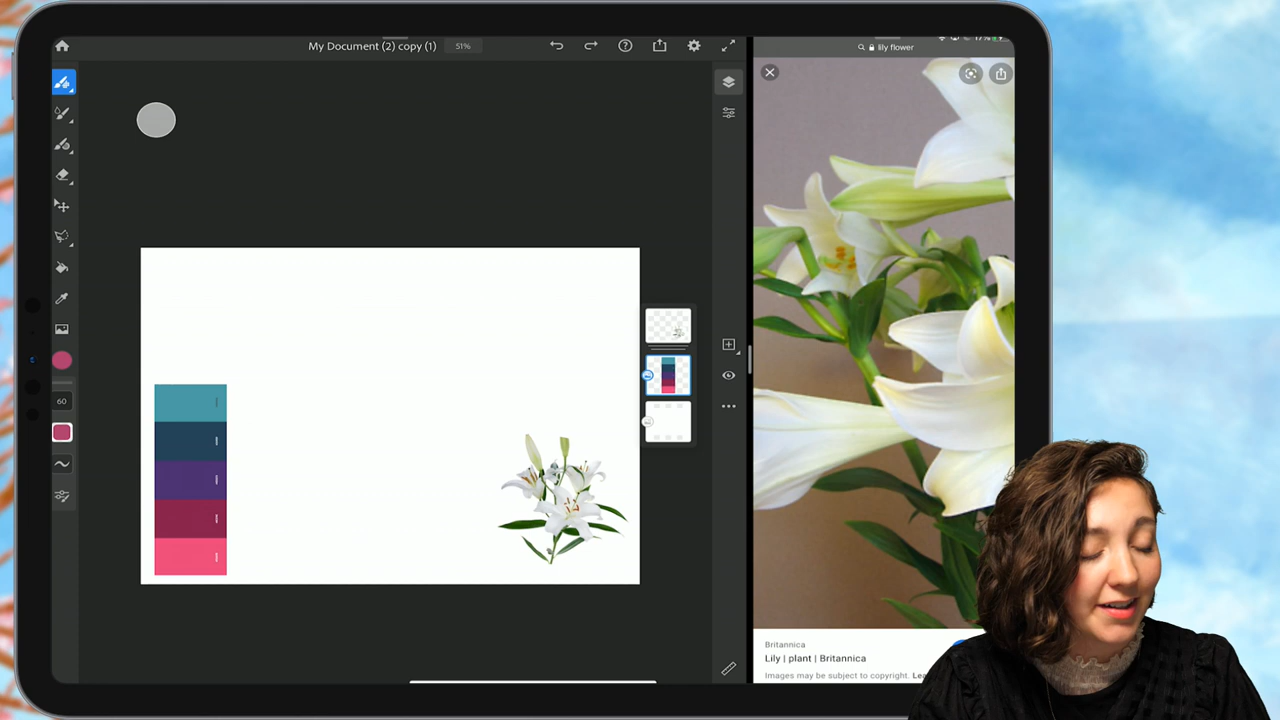 My Document (2) copy (1)
51%
lily flower
17%
60
Britannica
Lily | plant | Britannica
Images may be subject to copyright.